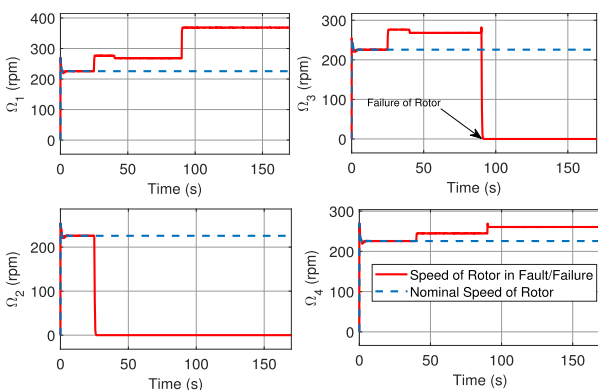 400
300
200
100
0
Ω1 (rpm)
0 50 100 150
Time (s)
300
200
100
0
Ω3 (rpm)
Failure of Rotor
0 50 100 150
Time (s)
200
100
0
Ω2 (rpm)
0 50 100 150
Time (s)
300
200
100
0
Ω4 (rpm)
Speed of Rotor in Fault/Failure
Nominal Speed of Rotor
0 50 100 150
Time (s)